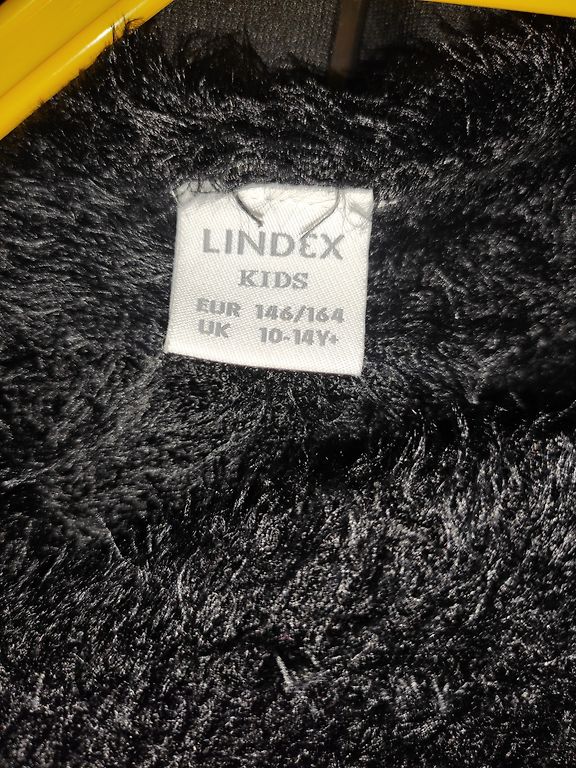 LINDEX
KIDS
EUR 146/164
UK 10-14Y+